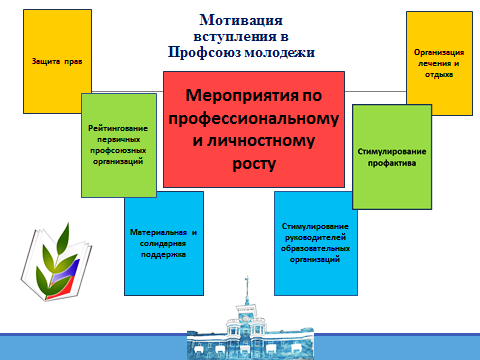 Мотивация
вступления в
Профсоюз молодежи
Защита прав
Организация
лечения и
отдыха
Мероприятия по
профессиональному
и личностному
росту
Рейтингование
первичных
профсоюзных
организаций
Стимулирование
профактива
Материальная и
солидарная
поддержка
Стимулирование
руководителей
образовательных
организаций